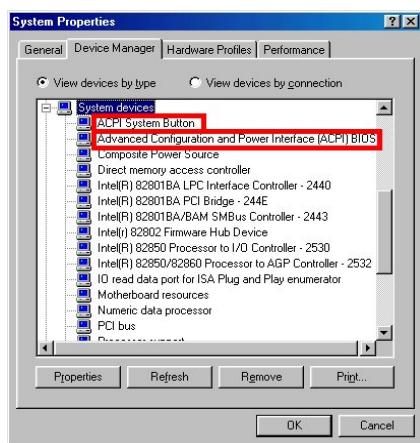 System Properties
General Device Manager Hardware Profiles Performance
View devices by type View devices by connection
System devices
ACPI System Button
Advanced Configuration and Power Interface (ACPI) BIOS
Composite Power Source
Direct memory access controller
Intel(R) 82801BA LPC Interface Controller - 2440
Intel(R) 82801BA PCI Bridge - 244E
Intel(R) 82801BA/BAM SMBus Controller - 2443
Intel(r) 82802 Firmware Hub Device
Intel(R) 82850 Processor to I/O Controller - 2530
Intel(R) 82850/82860 Processor to AGP Controller - 2532
IO read data port for ISA Plug and Play enumerator
Motherboard resources
Numeric data processor
PCI bus
Properties Refresh Remove Print...
OK Cancel